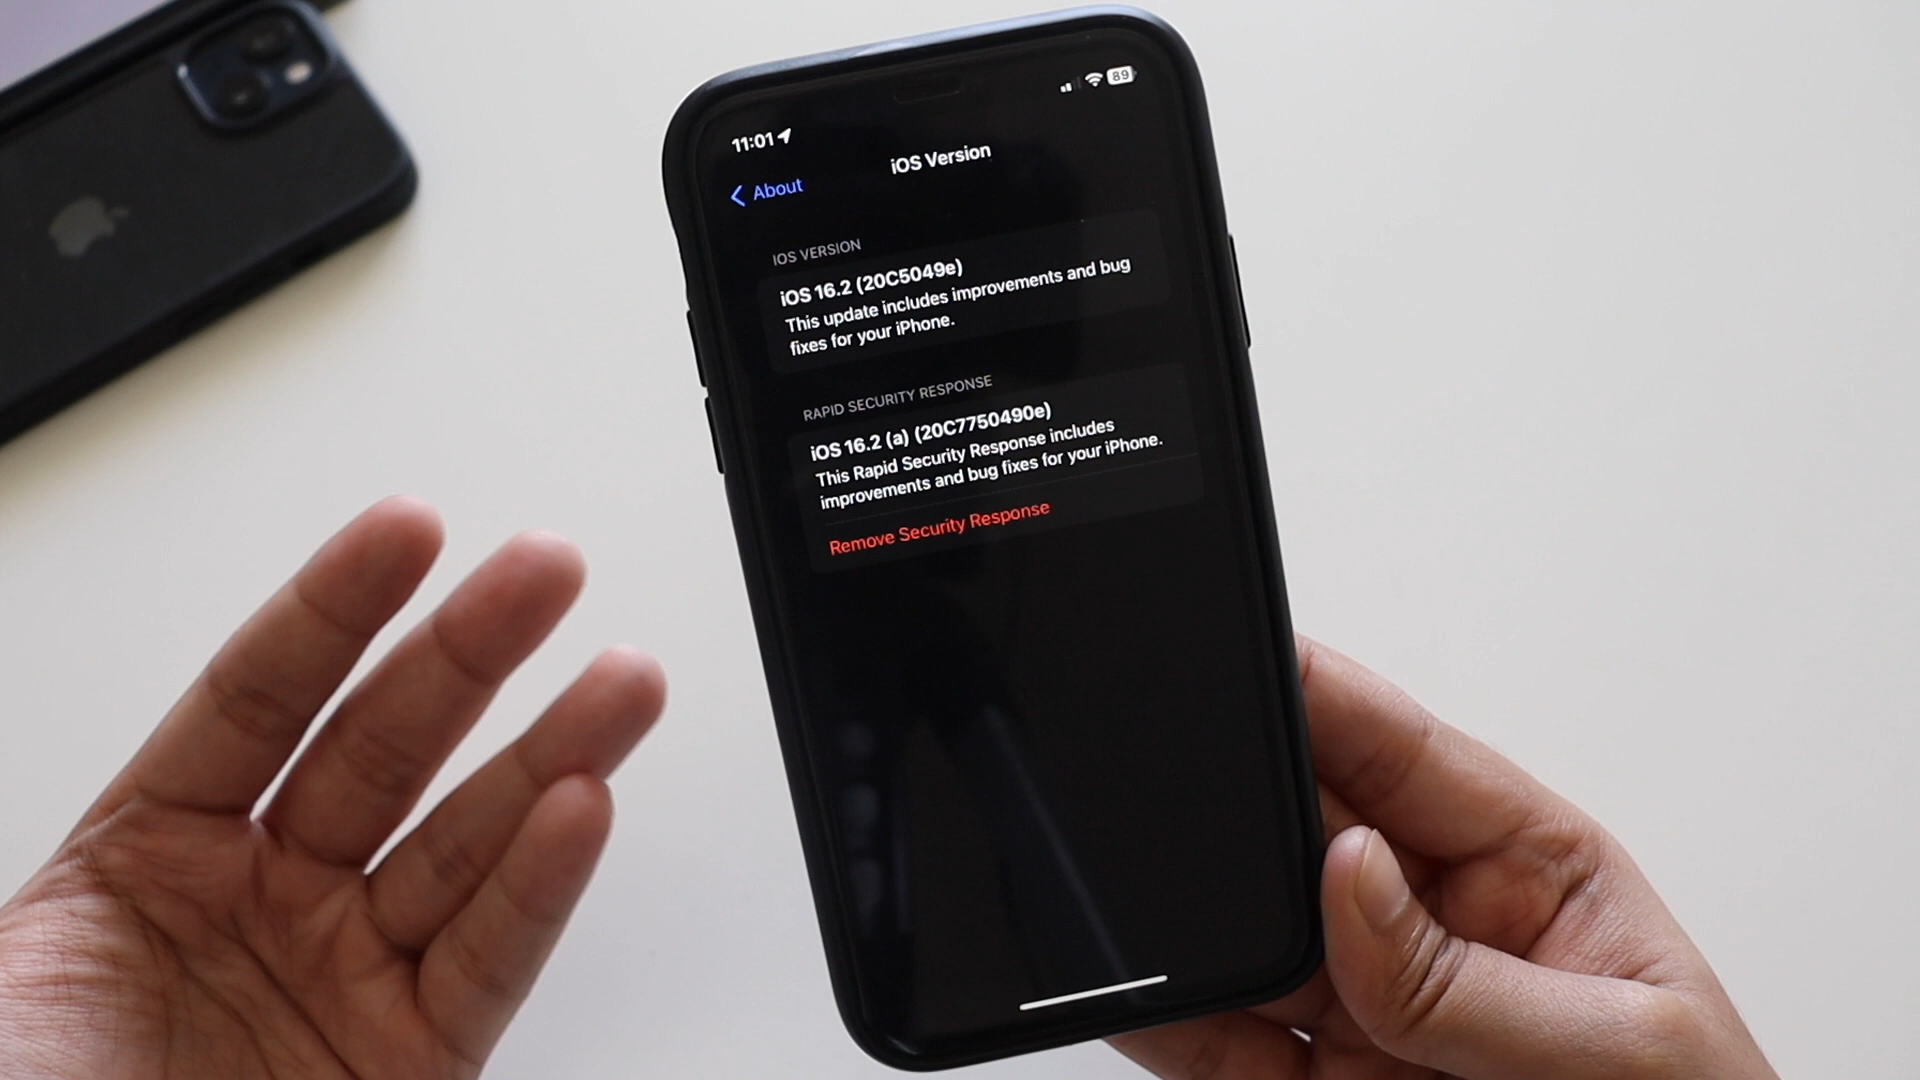 11:01
89
iOS Version
About
IOS VERSION
iOS 16.2 (20C5049e)
This update includes improvements and bug
fixes for your iPhone.
RAPID SECURITY RESPONSE
iOS 16.2 (a) (20C7750490e)
This Rapid Security Response includes
improvements and bug fixes for your iPhone.
Remove Security Response